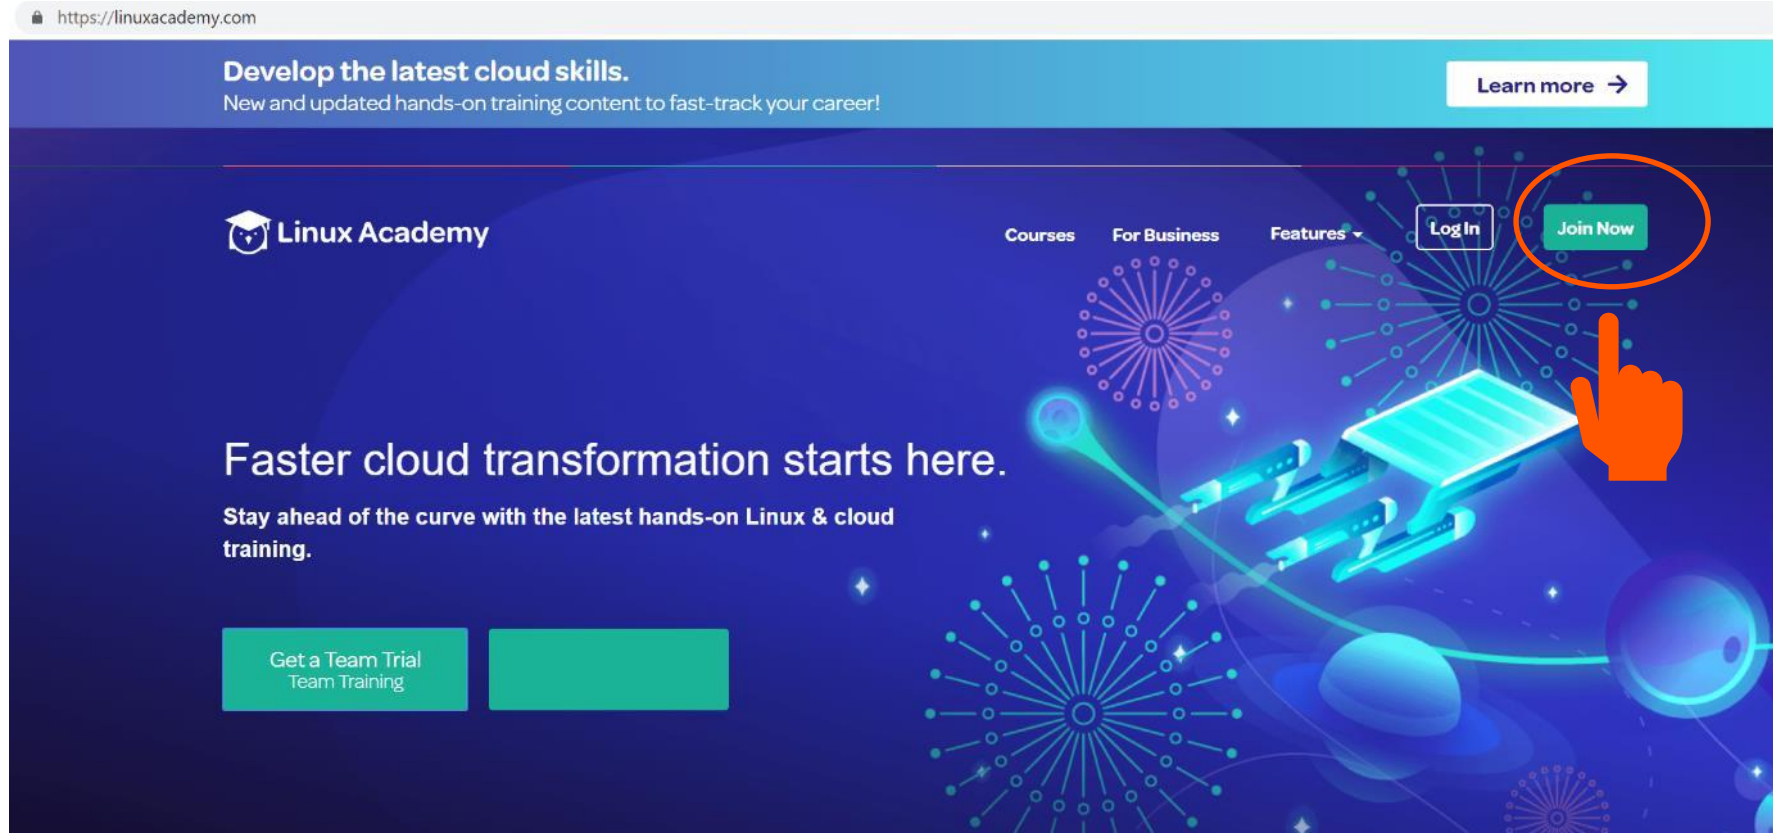 https://linuxacademy.com
Develop the latest cloud skills.
New and updated hands-on training content to fast-track your career!
Learn more →
Linux Academy
Courses For Business Features Log In Join Now
Faster cloud transformation starts here.
Stay ahead of the curve with the latest hands-on Linux & cloud
training.
Get a Team Trial
Team Training